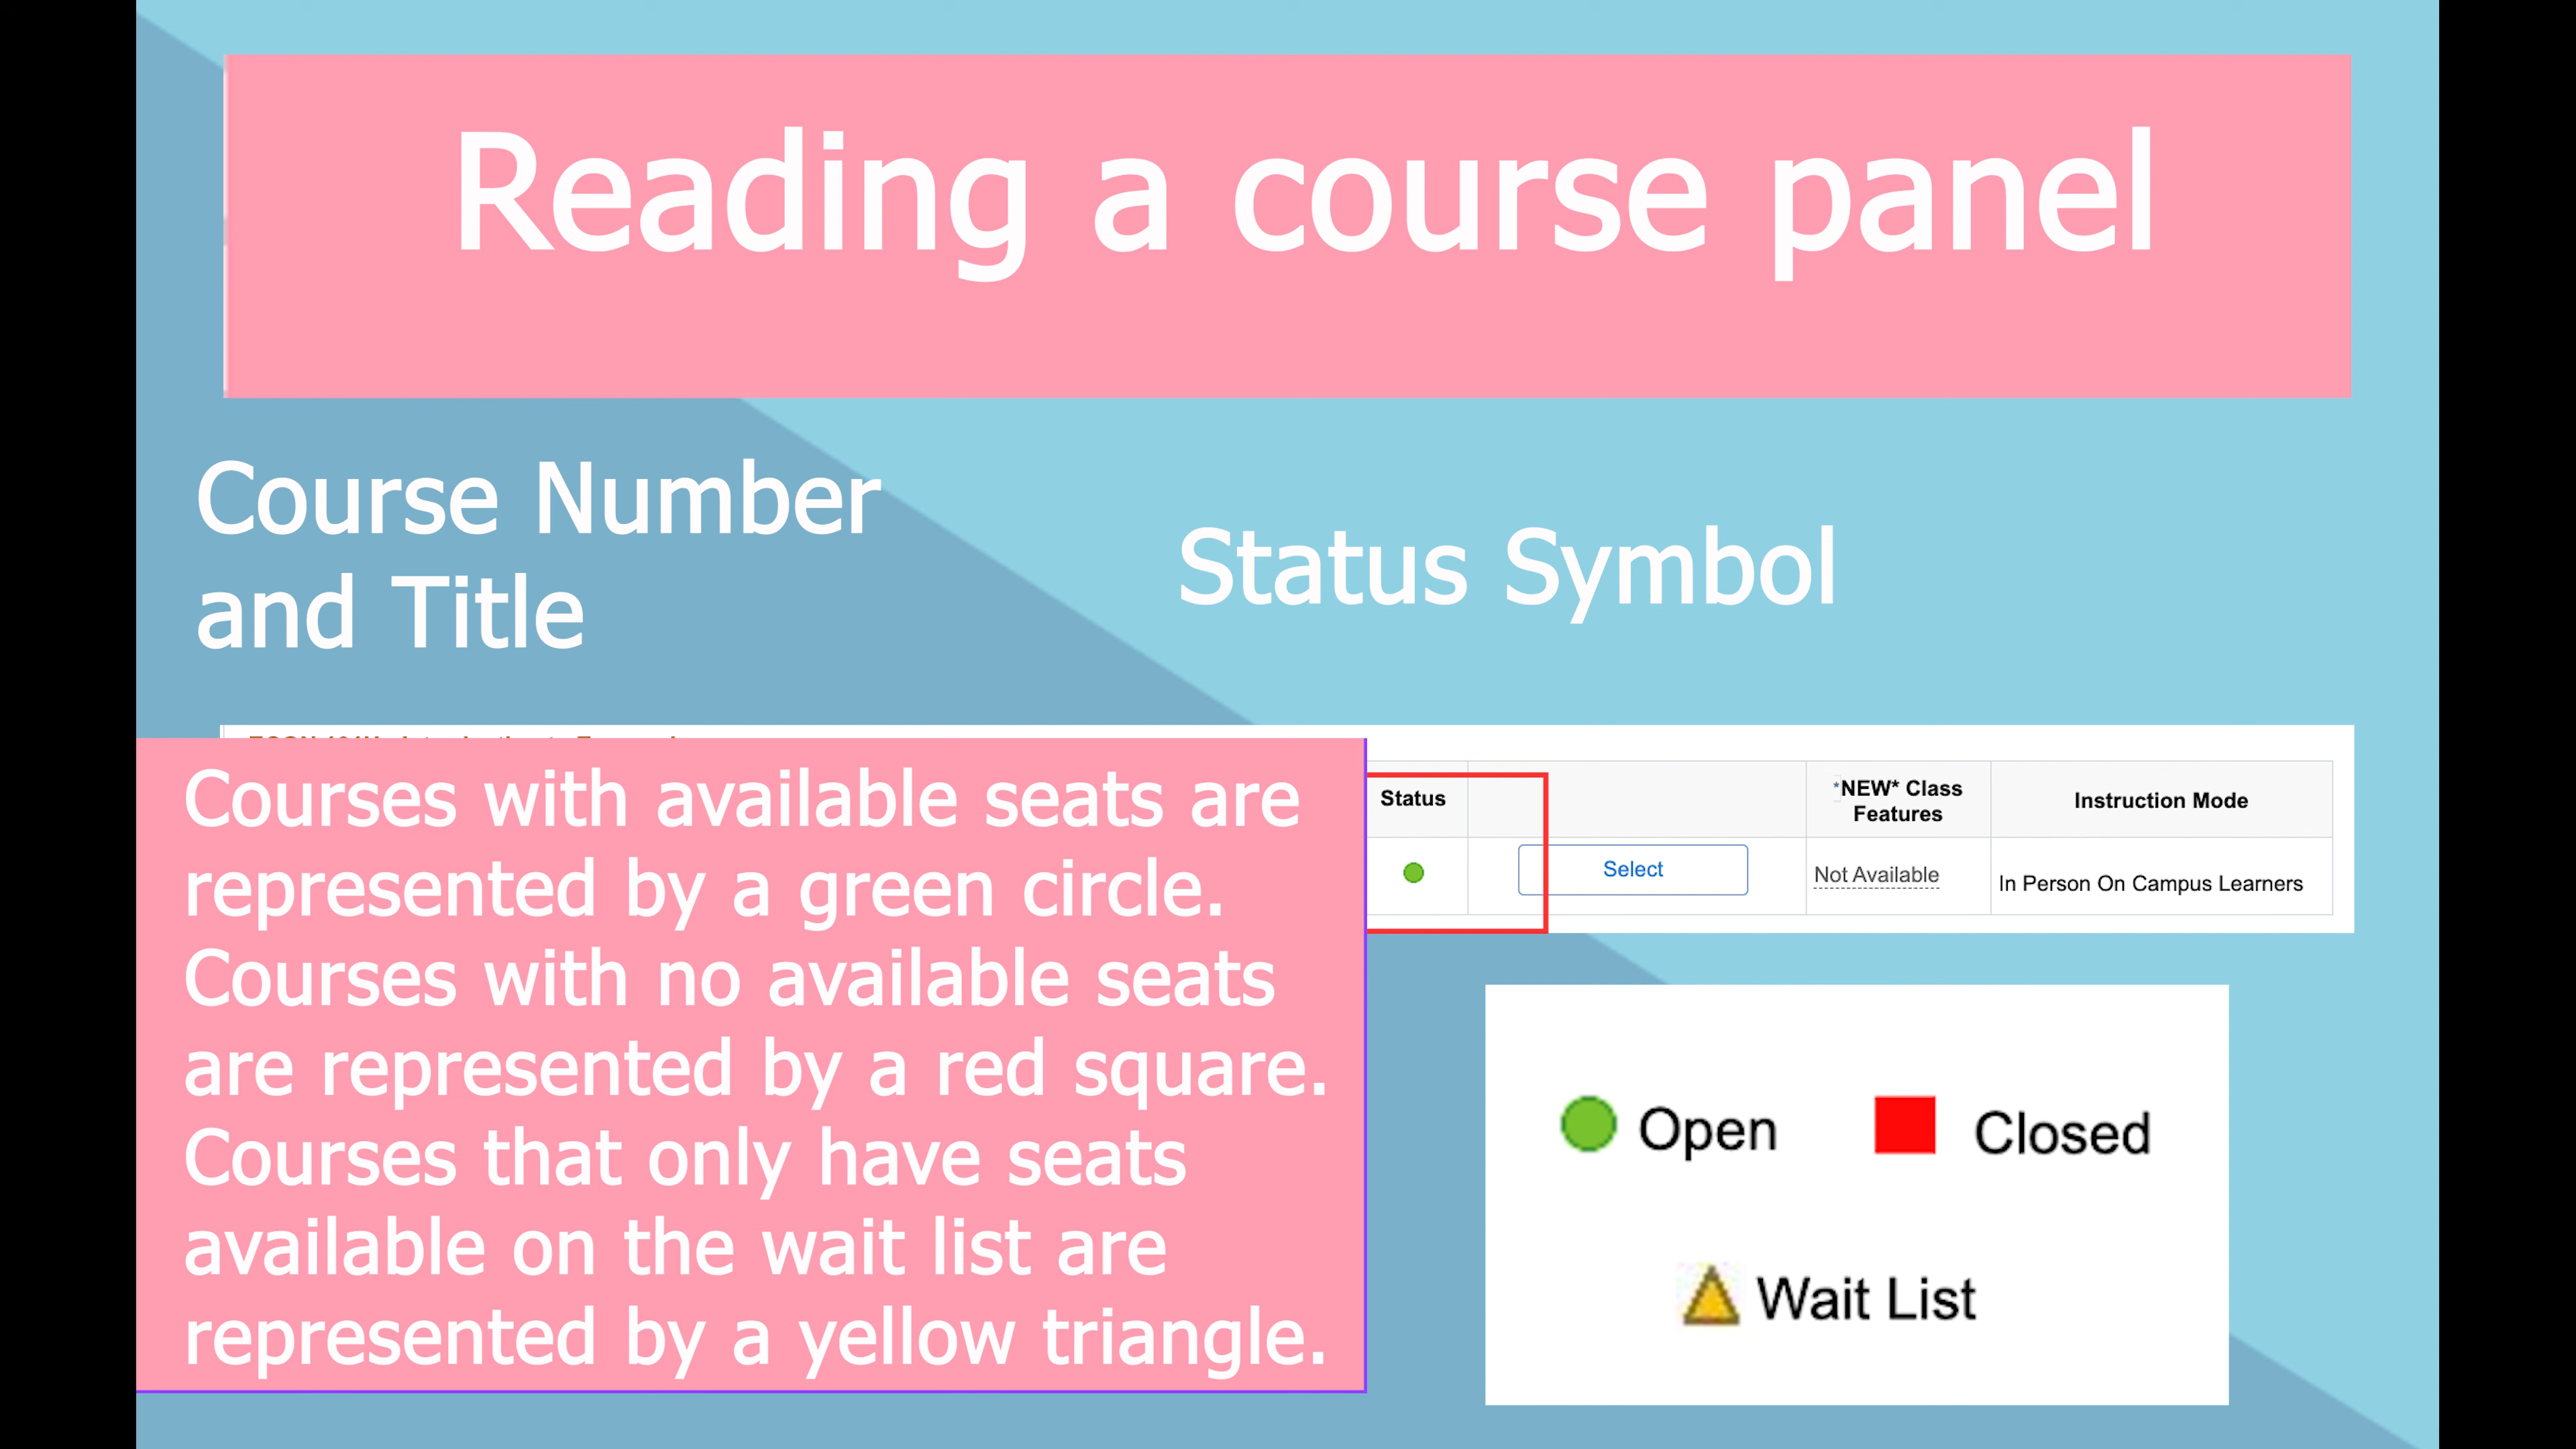 Reading a course panel
Course Number
and Title
Status Symbol
Courses with available seats are
represented by a green circle.
Courses with no available seats
are represented by a red square.
Courses that only have seats
available on the wait list are
represented by a yellow triangle.
Status
*NEW* Class
Features
Instruction Mode
Select
Not Available
In Person On Campus Learners
Open
Closed
Wait List